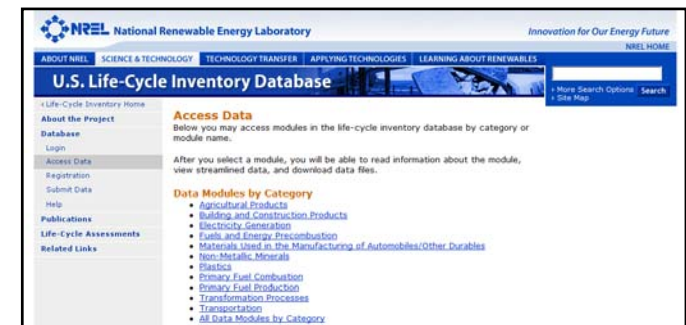 NREL National Renewable Energy Laboratory
Innovation for Our Energy Future
NREL HOME
ABOUT NREL SCIENCE & TECHNOLOGY TECHNOLOGY TRANSFER APPLYING TECHNOLOGIES LEARNING ABOUT RENEWABLES
U.S. Life-Cycle Inventory Database
› More Search Options Search
› Site Map
‹ Life-Cycle Inventory Home
About the Project
Database
Login
Access Data
Registration
Submit Data
Help
Publications
Life-Cycle Assessments
Related Links
Access Data
Below you may access modules in the life-cycle inventory database by category or
module name.
After you select a module, you will be able to read information about the module,
view streamlined data, and download data files.
Data Modules by Category
• Agricultural Products
• Building and Construction Products
• Electricity Generation
• Fuels and Energy Precombustion
• Materials Used in the Manufacturing of Automobiles/Other Durables
• Non-Metallic Minerals
• Plastics
• Primary Fuel Combustion
• Primary Fuel Production
• Transformation Processes
• Transportation
• All Data Modules by Category